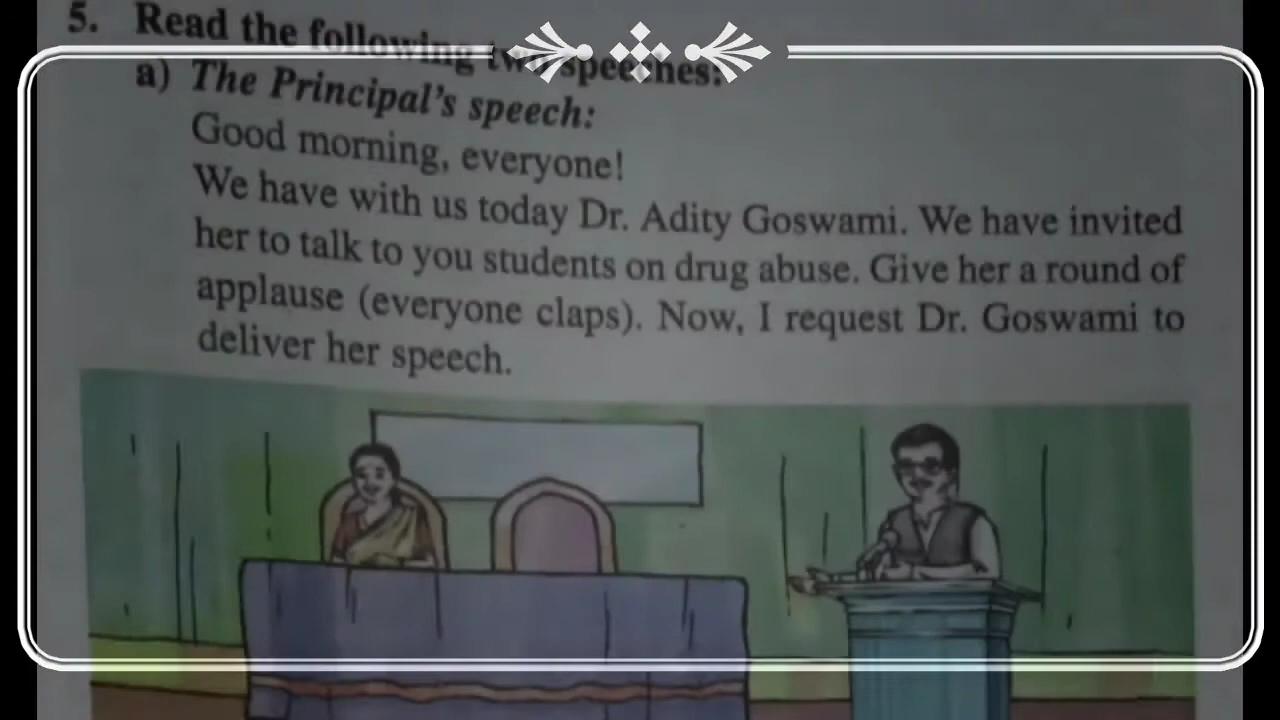 5. Read the following two speeches:
a) The Principal's speech:
Good morning, everyone!
We have with us today Dr. Adity Goswami. We have invited
her to talk to you students on drug abuse. Give her a round of
applause (everyone claps). Now, I request Dr. Goswami to
deliver her speech.